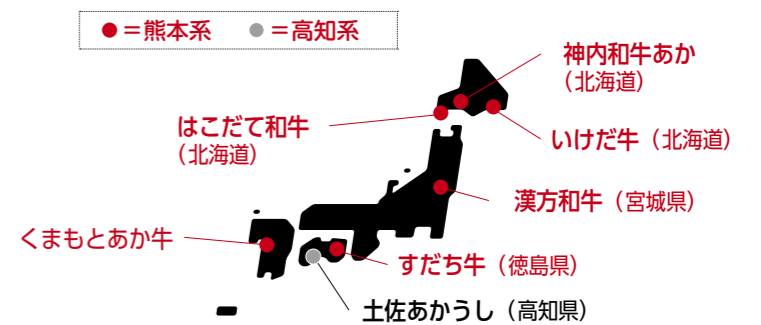 ●＝熊本系　●＝高知系
神内和牛あか
（北海道）
はこだて和牛
（北海道）
いけだ牛（北海道）
漢方和牛（宮城県）
くまもとあか牛
すだち牛（徳島県）
土佐あかうし（高知県）